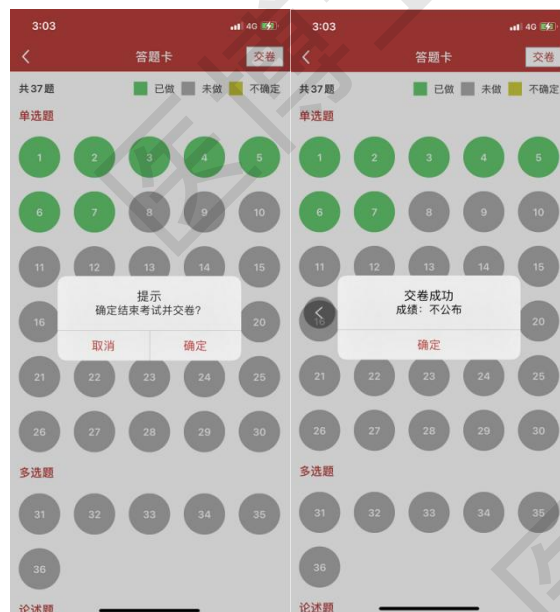 3:03
4G
答题卡
交卷
共37题
已做
未做
不确定
单选题
1 2 3 4 5
6 7 8 9 10
11 12 13 14 15
提示
确定结束考试并交卷?
16
20
取消
确定
21 22 23 24 25
26 27 28 29 30
多选题
31 32 33 34 35
36
论述题
3:03
4G
答题卡
交卷
共37题
已做
未做
不确定
单选题
1 2 3 4 5
6 7 8 9 10
11 12 13 14 15
交卷成功
成绩：不公布
20
确定
21 22 23 24 25
26 27 28 29 30
多选题
31 32 33 34 35
36
论述题
医博士